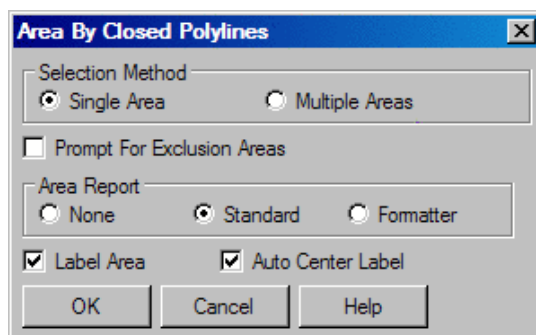 Area By Closed Polylines
Selection Method
Single Area Multiple Areas
Prompt For Exclusion Areas
Area Report
None Standard Formatter
Label Area Auto Center Label
OK Cancel Help